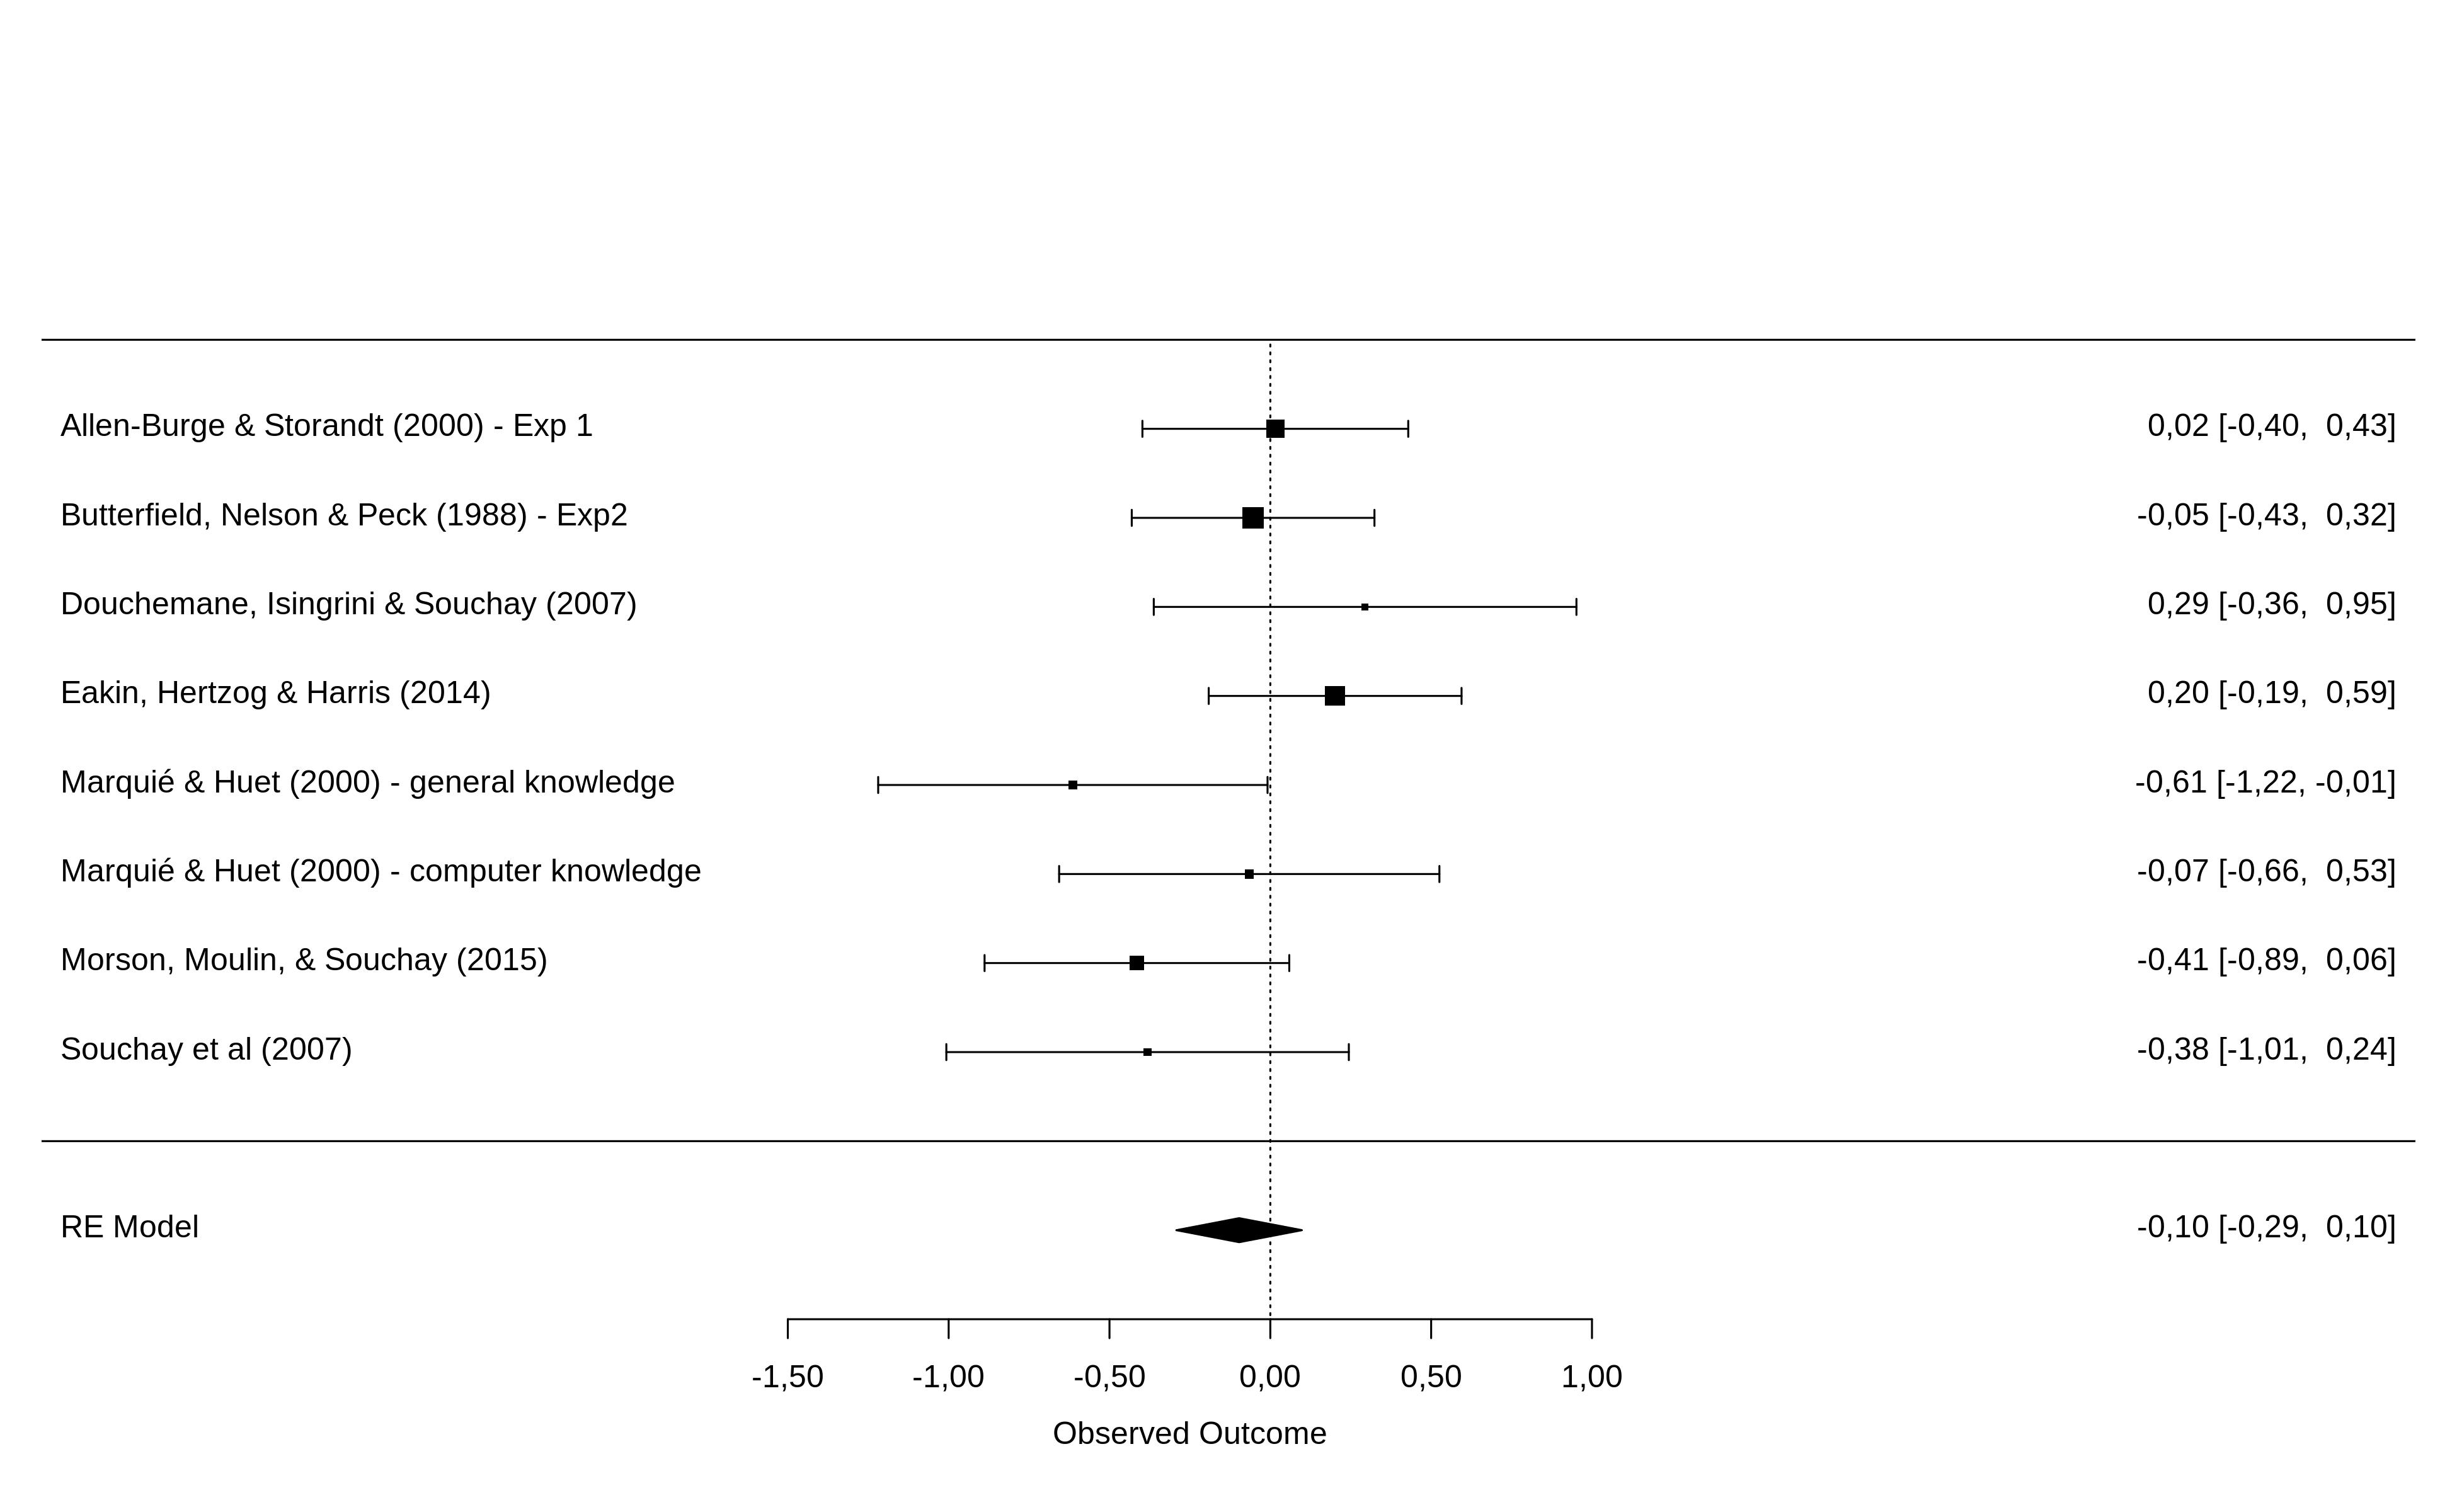 Allen-Burge & Storandt (2000) - Exp 1 0,02 [-0,40, 0,43]
Butterfield, Nelson & Peck (1988) - Exp2 -0,05 [-0,43, 0,32]
Douchemane, Isingrini & Souchay (2007) 0,29 [-0,36, 0,95]
Eakin, Hertzog & Harris (2014) 0,20 [-0,19, 0,59]
Marquié & Huet (2000) - general knowledge -0,61 [-1,22, -0,01]
Marquié & Huet (2000) - computer knowledge -0,07 [-0,66, 0,53]
Morson, Moulin, & Souchay (2015) -0,41 [-0,89, 0,06]
Souchay et al (2007) -0,38 [-1,01, 0,24]
RE Model -0,10 [-0,29, 0,10]
-1,50 -1,00 -0,50 0,00 0,50 1,00
Observed Outcome